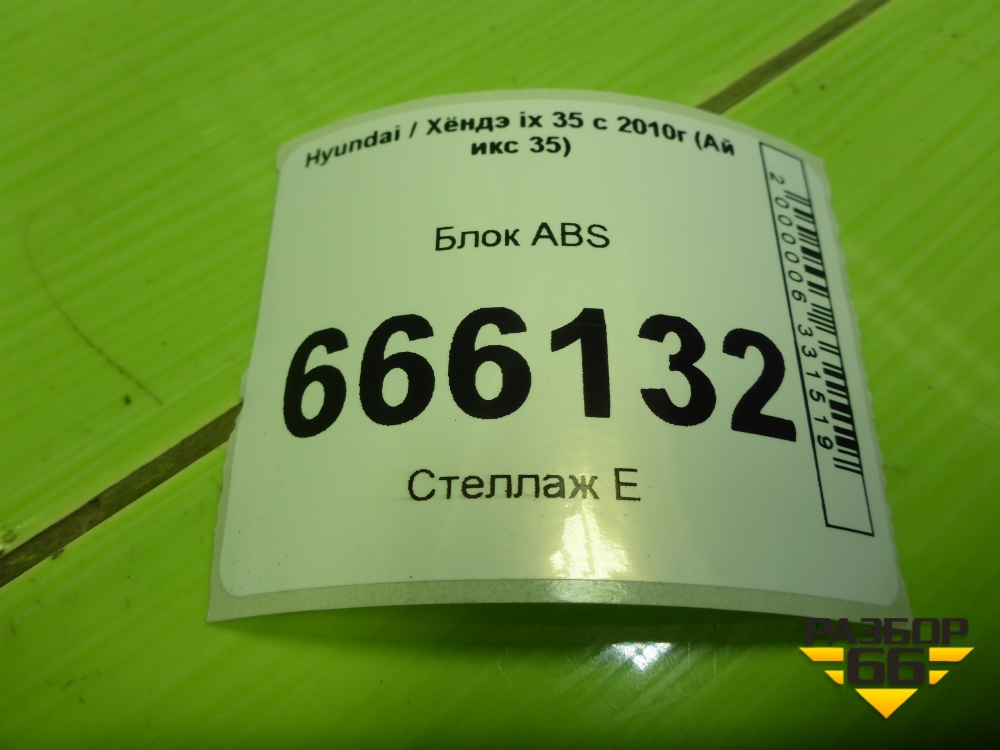 Hyundai / Хёндэ ix 35 с 2010г (Ай
икс 35)
Блок ABS
666132
Стеллаж Е
2000006331519
РАЗБОР
66